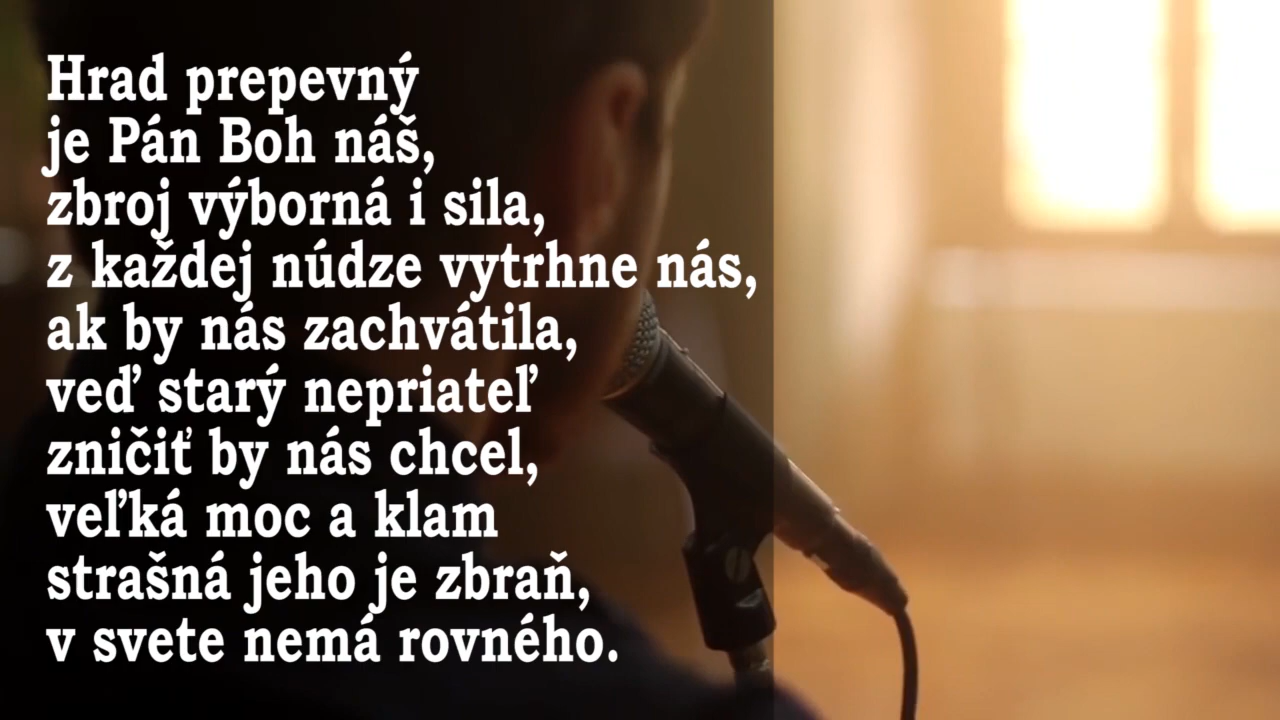 Hrad prepevný
je Pán Boh náš,
zbroj výborná i sila,
z každej núdze vytrhne nás,
ak by nás zachvátila,
veď starý nepriateľ
zničiť by nás chcel,
veľká moc a klam
strašná jeho je zbraň,
v svete nemá rovného.